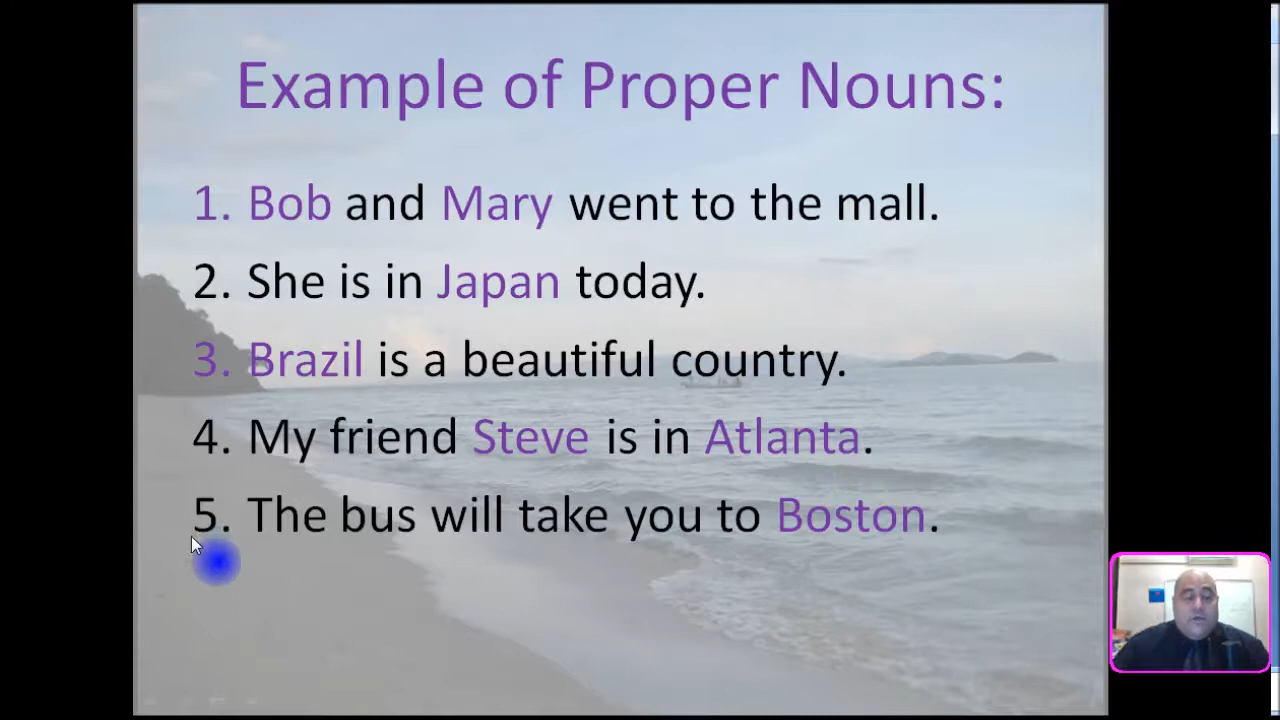 Example of Proper Nouns:
1. Bob and Mary went to the mall.
2. She is in Japan today.
3. Brazil is a beautiful country.
4. My friend Steve is in Atlanta.
5. The bus will take you to Boston.